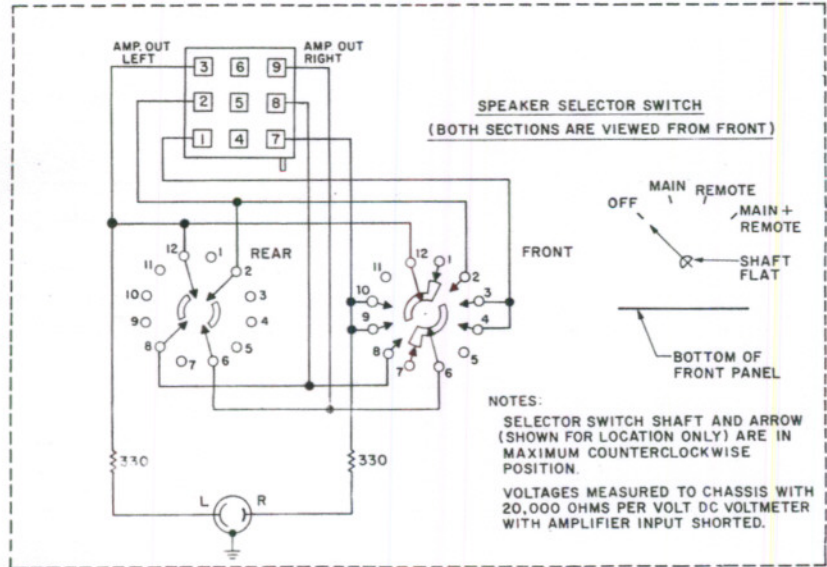 AMP. OUT
LEFT
AMP. OUT
RIGHT
3 6 9
2 5 8
1 4 7
SPEAKER SELECTOR SWITCH
(BOTH SECTIONS ARE VIEWED FROM FRONT)
OFF
MAIN
REMOTE
MAIN +
REMOTE
SHAFT
FLAT
BOTTOM OF
FRONT PANEL
REAR
12
1
2
3
4
5
6
7
8
9
10
11
FRONT
12
1
2
3
4
5
6
7
8
9
10
11
330
330
L
R
NOTES:
SELECTOR SWITCH SHAFT AND ARROW
(SHOWN FOR LOCATION ONLY) ARE IN
MAXIMUM COUNTERCLOCKWISE
POSITION.
VOLTAGES MEASURED TO CHASSIS WITH
20,000 OHMS PER VOLT DC VOLTMETER
WITH AMPLIFIER INPUT SHORTED.